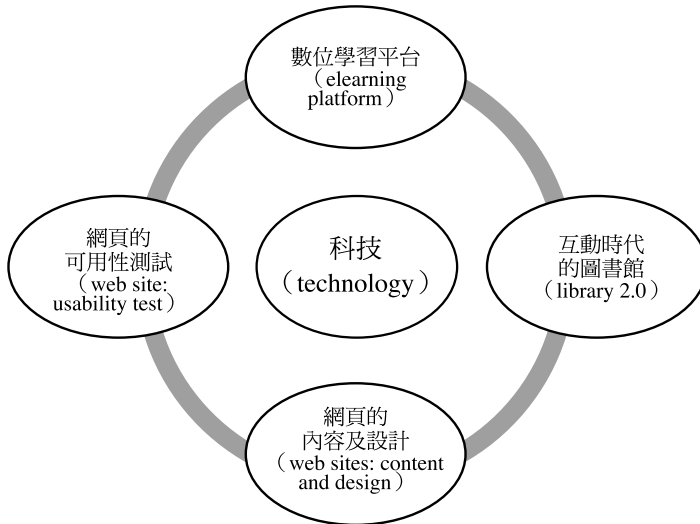 數位學習平台
（elearning
platform）
網頁的
可用性測試
（web site:
usability test）
科技
（technology）
互動時代
的圖書館
（library 2.0）
網頁的
內容及設計
（web sites: content
and design）